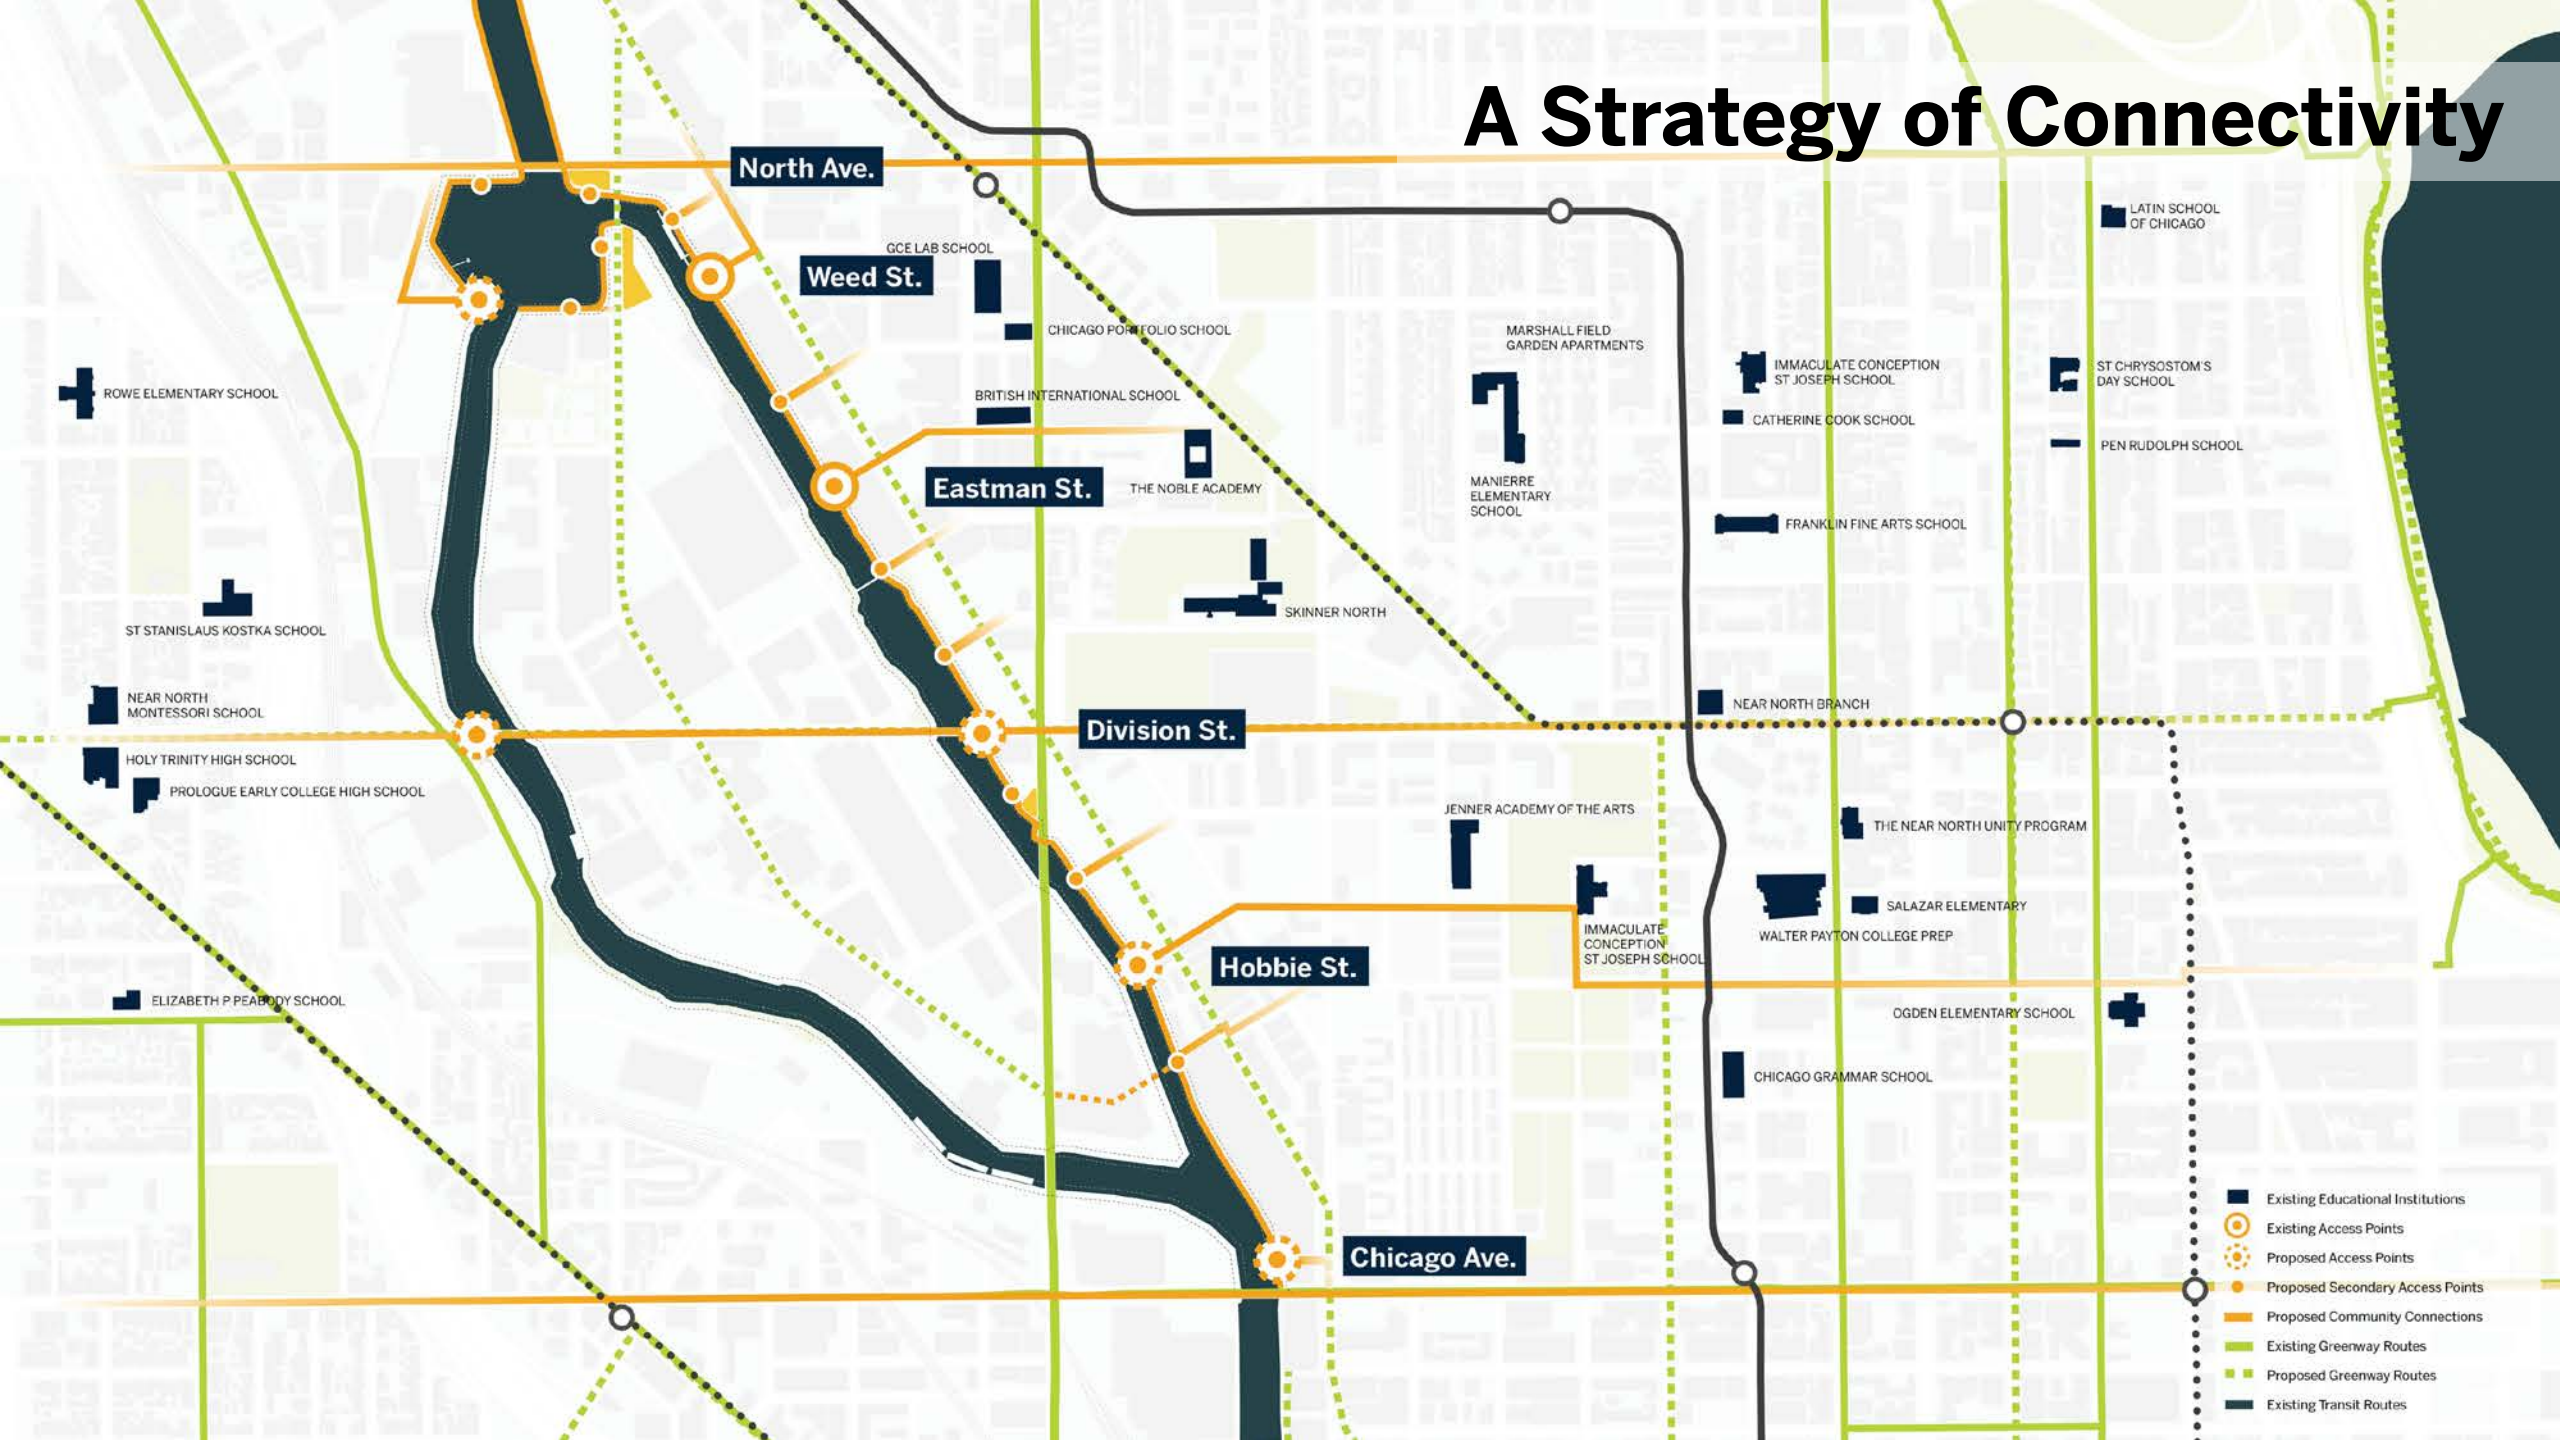 A Strategy of Connectivity
North Ave.
LATIN SCHOOL
OF CHICAGO
GCE LAB SCHOOL
Weed St.
CHICAGO PORTFOLIO SCHOOL
MARSHALL FIELD
GARDEN APARTMENTS
IMMACULATE CONCEPTION
ST JOSEPH SCHOOL
ST CHRYSOSTOM'S
DAY SCHOOL
ROWE ELEMENTARY SCHOOL
BRITISH INTERNATIONAL SCHOOL
CATHERINE COOK SCHOOL
PEN RUDOLPH SCHOOL
Eastman St.
THE NOBLE ACADEMY
MANIERRE
ELEMENTARY
SCHOOL
FRANKLIN FINE ARTS SCHOOL
SKINNER NORTH
ST STANISLAUS KOSTKA SCHOOL
NEAR NORTH
MONTESSORI SCHOOL
NEAR NORTH BRANCH
Division St.
HOLY TRINITY HIGH SCHOOL
PROLOGUE EARLY COLLEGE HIGH SCHOOL
JENNER ACADEMY OF THE ARTS
THE NEAR NORTH UNITY PROGRAM
SALAZAR ELEMENTARY
WALTER PAYTON COLLEGE PREP
IMMACULATE
CONCEPTION
ST JOSEPH SCHOOL
Hobbie St.
ELIZABETH P PEABODY SCHOOL
OGDEN ELEMENTARY SCHOOL
CHICAGO GRAMMAR SCHOOL
Chicago Ave.
Existing Educational Institutions
Existing Access Points
Proposed Access Points
Proposed Secondary Access Points
Proposed Community Connections
Existing Greenway Routes
Proposed Greenway Routes
Existing Transit Routes